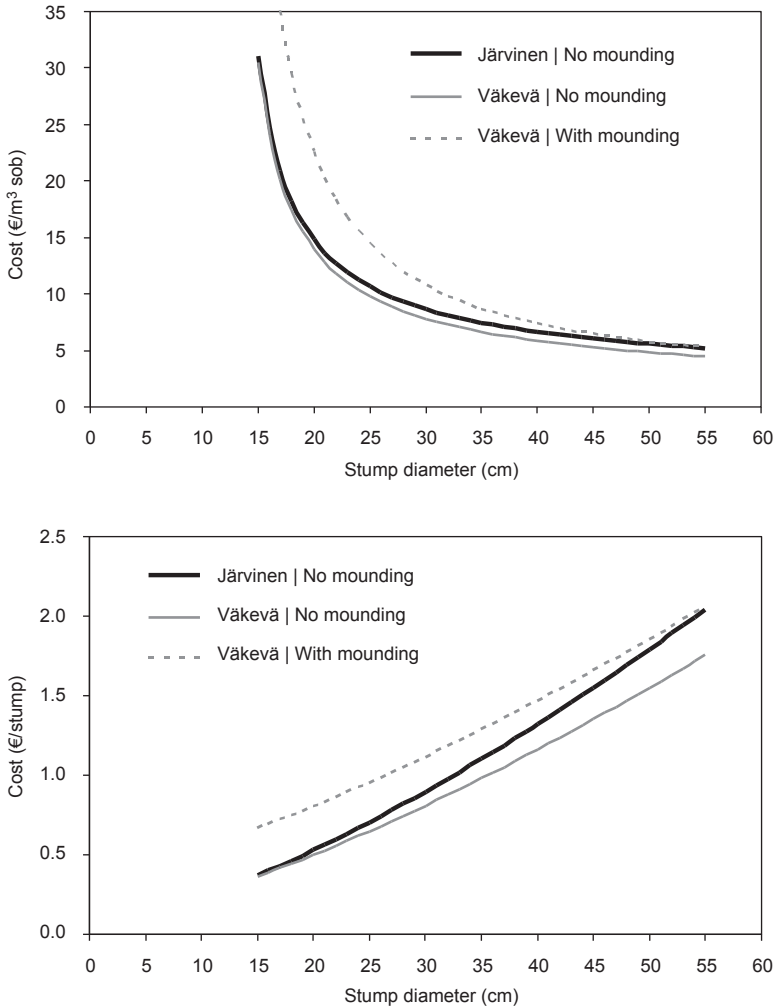 35
30
25
20
15
10
5
0
Cost (€/m³ sob)
Järvinen | No mounding
Väkevä | No mounding
Väkevä | With mounding
0 5 10 15 20 25 30 35 40 45 50 55 60
Stump diameter (cm)
2.5
2.0
1.5
1.0
0.5
0.0
Cost (€/stump)
Järvinen | No mounding
Väkevä | No mounding
Väkevä | With mounding
0 5 10 15 20 25 30 35 40 45 50 55 60
Stump diameter (cm)